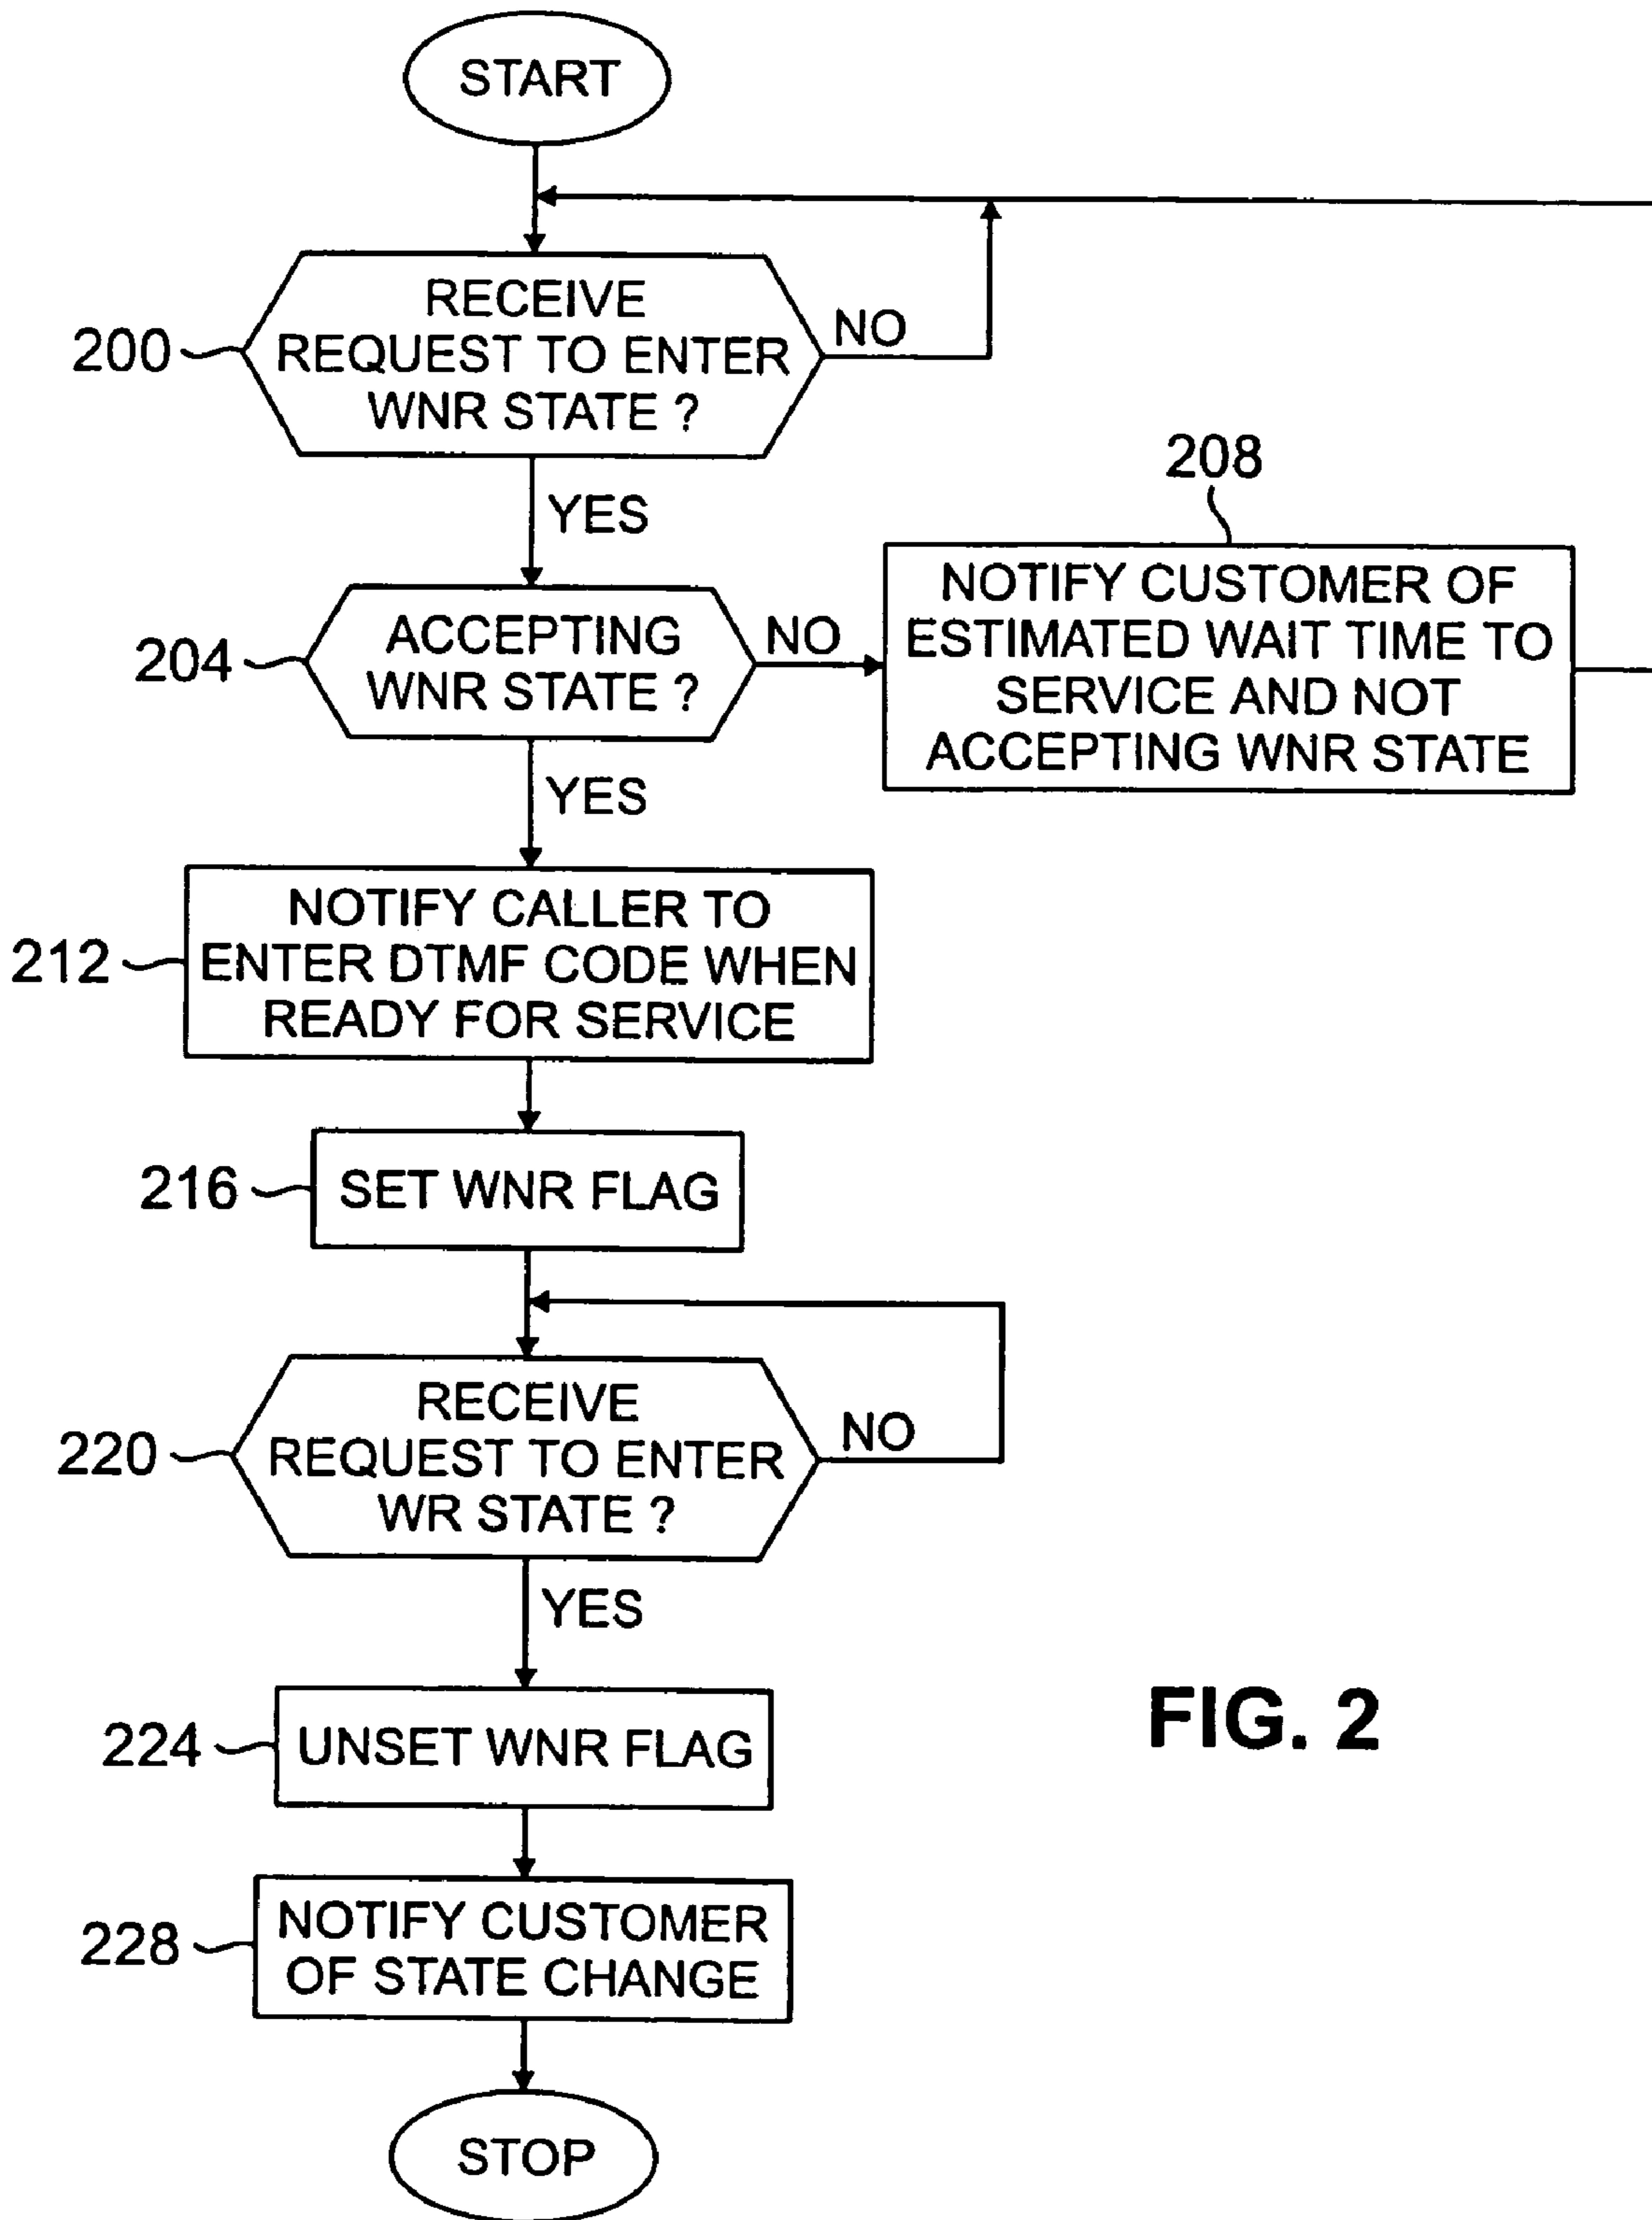 START
RECEIVE
REQUEST TO ENTER
WNR STATE ?
200
NO
YES
208
ACCEPTING
WNR STATE ?
204
NO
NOTIFY CUSTOMER OF
ESTIMATED WAIT TIME TO
SERVICE AND NOT
ACCEPTING WNR STATE
YES
NOTIFY CALLER TO
ENTER DTMF CODE WHEN
READY FOR SERVICE
212
SET WNR FLAG
216
RECEIVE
REQUEST TO ENTER
WR STATE ?
220
NO
YES
UNSET WNR FLAG
224
FIG. 2
NOTIFY CUSTOMER
OF STATE CHANGE
228
STOP